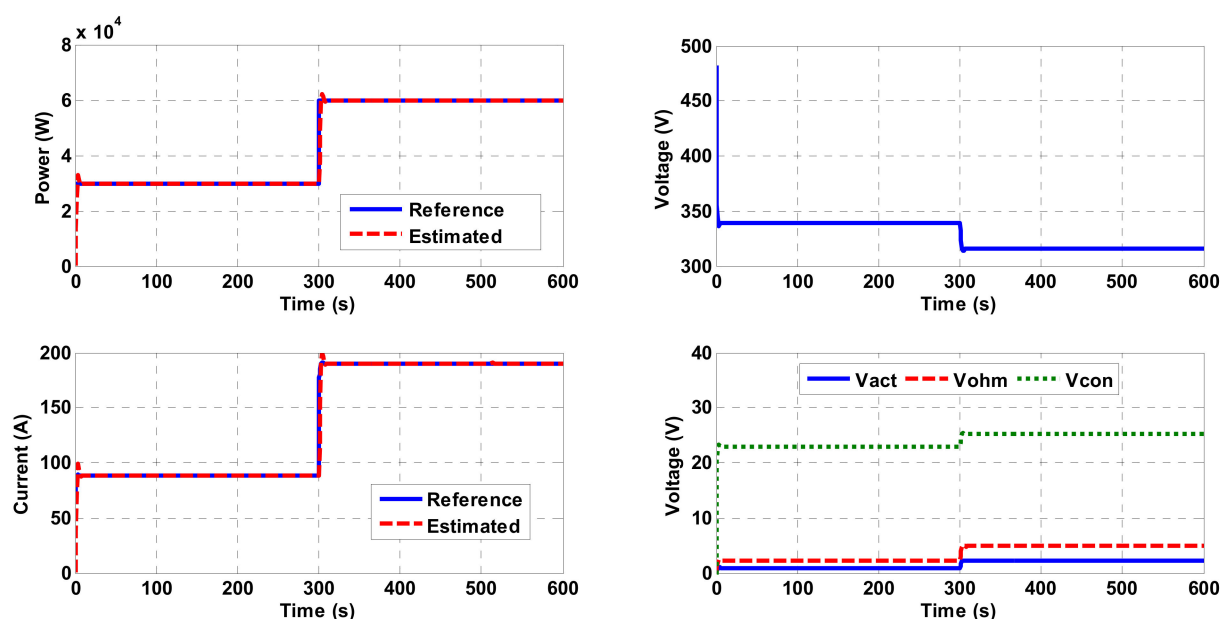 x 10⁴
8
6
4
2
0
Power (W)
Reference
Estimated
0 100 200 300 400 500 600
Time (s)
500
450
400
350
300
Voltage (V)
0 100 200 300 400 500 600
Time (s)
200
150
100
50
0
Current (A)
Reference
Estimated
0 100 200 300 400 500 600
Time (s)
40
30
20
10
0
Voltage (V)
Vact Vohm Vcon
0 100 200 300 400 500 600
Time (s)